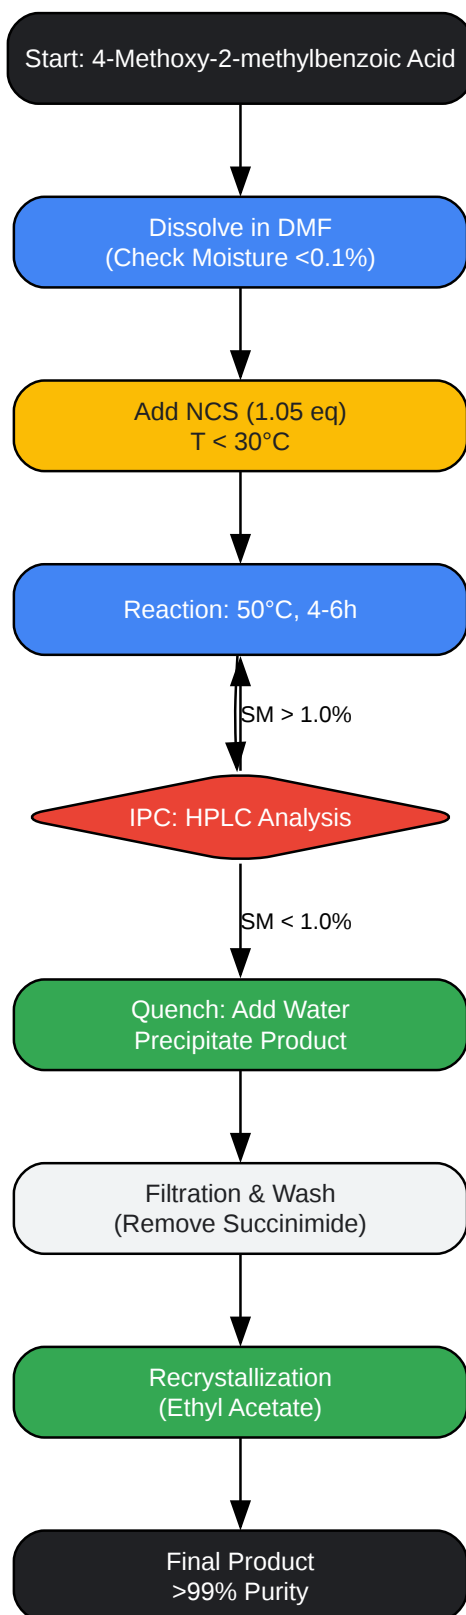 Start: 4-Methoxy-2-methylbenzoic Acid
Dissolve in DMF
(Check Moisture <0.1%)
Add NCS (1.05 eq)
T < 30°C
Reaction: 50°C, 4-6h
SM > 1.0%
IPC: HPLC Analysis
SM < 1.0%
Quench: Add Water
Precipitate Product
Filtration & Wash
(Remove Succinimide)
Recrystallization
(Ethyl Acetate)
Final Product
>99% Purity